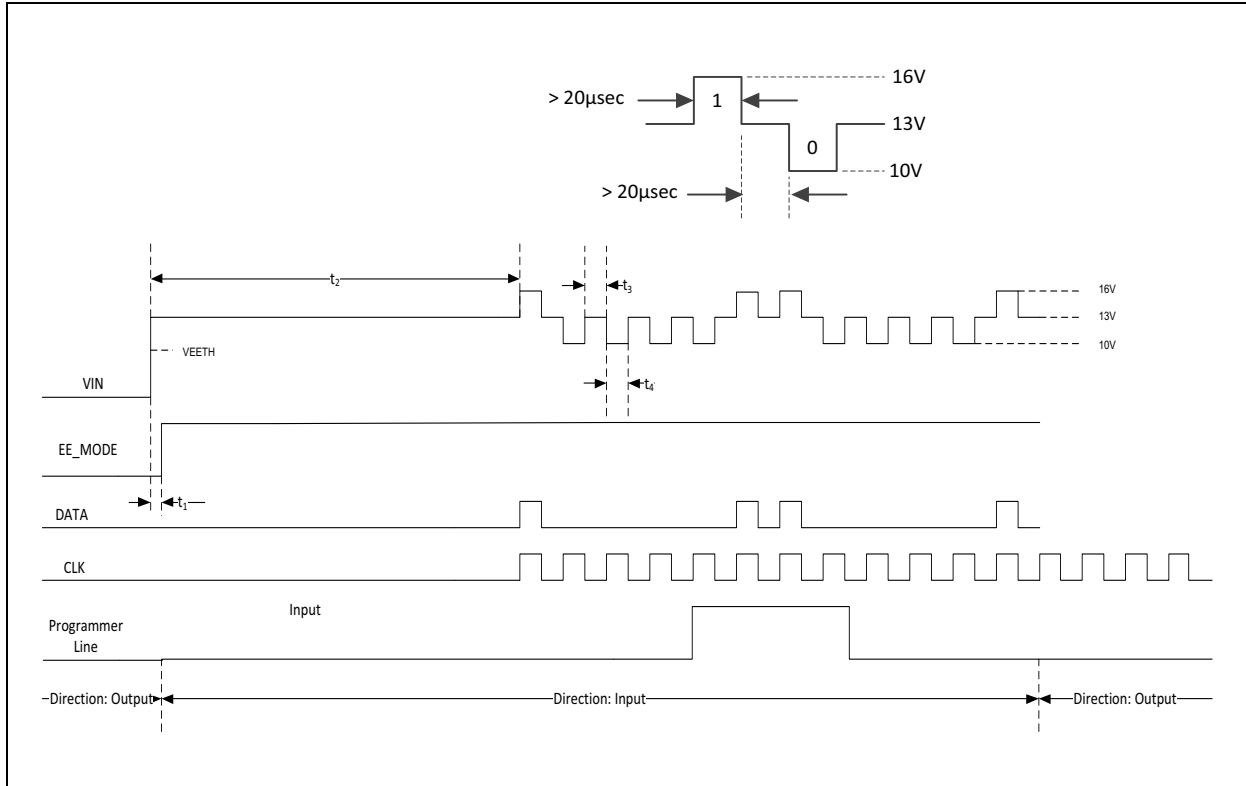 16V
> 20µsec
1
13V
0
10V
> 20µsec
t2
t3
16V
13V
10V
VEETH
t4
VIN
EE_MODE
t1
DATA
CLK
Input
Programmer
Line
Direction: Output
Direction: Input
Direction: Output